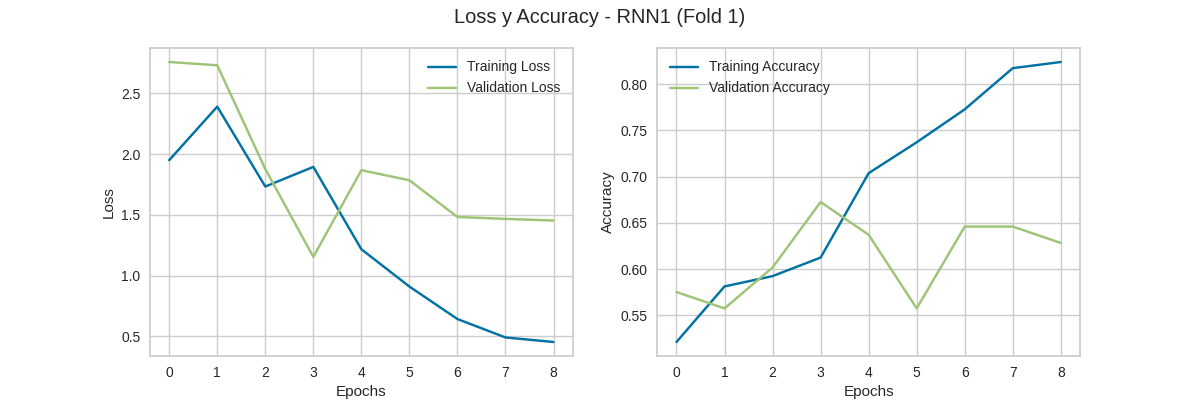 Loss y Accuracy - RNN1 (Fold 1)
Training Loss
Validation Loss
2.5
2.0
1.5
1.0
0.5
Loss
0 1 2 3 4 5 6 7 8
Epochs
Training Accuracy
Validation Accuracy
0.80
0.75
0.70
0.65
0.60
0.55
Accuracy
0 1 2 3 4 5 6 7 8
Epochs